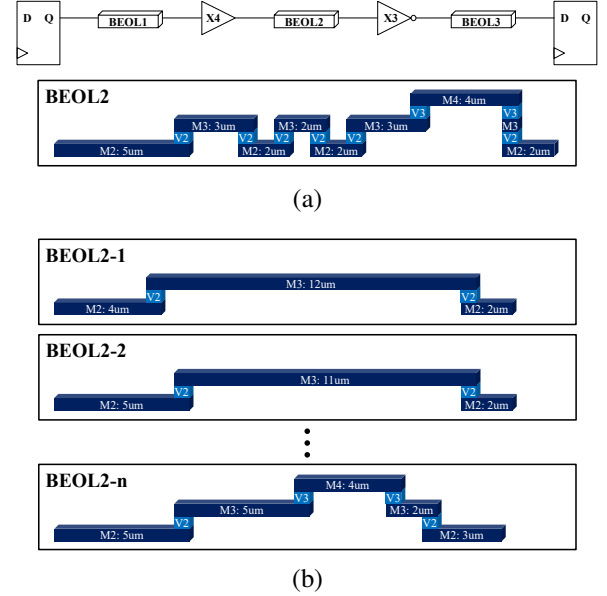 D Q BEOL1 X4 BEOL2 X3 BEOL3 D Q
BEOL2
M4: 4um
V3 V3
M3: 3um M3: 2um M3: 3um M3
V2 V2 V2 V2 V2 V2
M2: 5um M2: 2um M2: 2um M2: 2um
(a)
BEOL2-1
M3: 12um
V2 V2
M2: 4um M2: 2um
BEOL2-2
M3: 11um
V2 V2
M2: 5um M2: 2um
BEOL2-n
M4: 4um
V3 V3
M3: 5um M3: 2um
V2 V2
M2: 5um M2: 3um
(b)